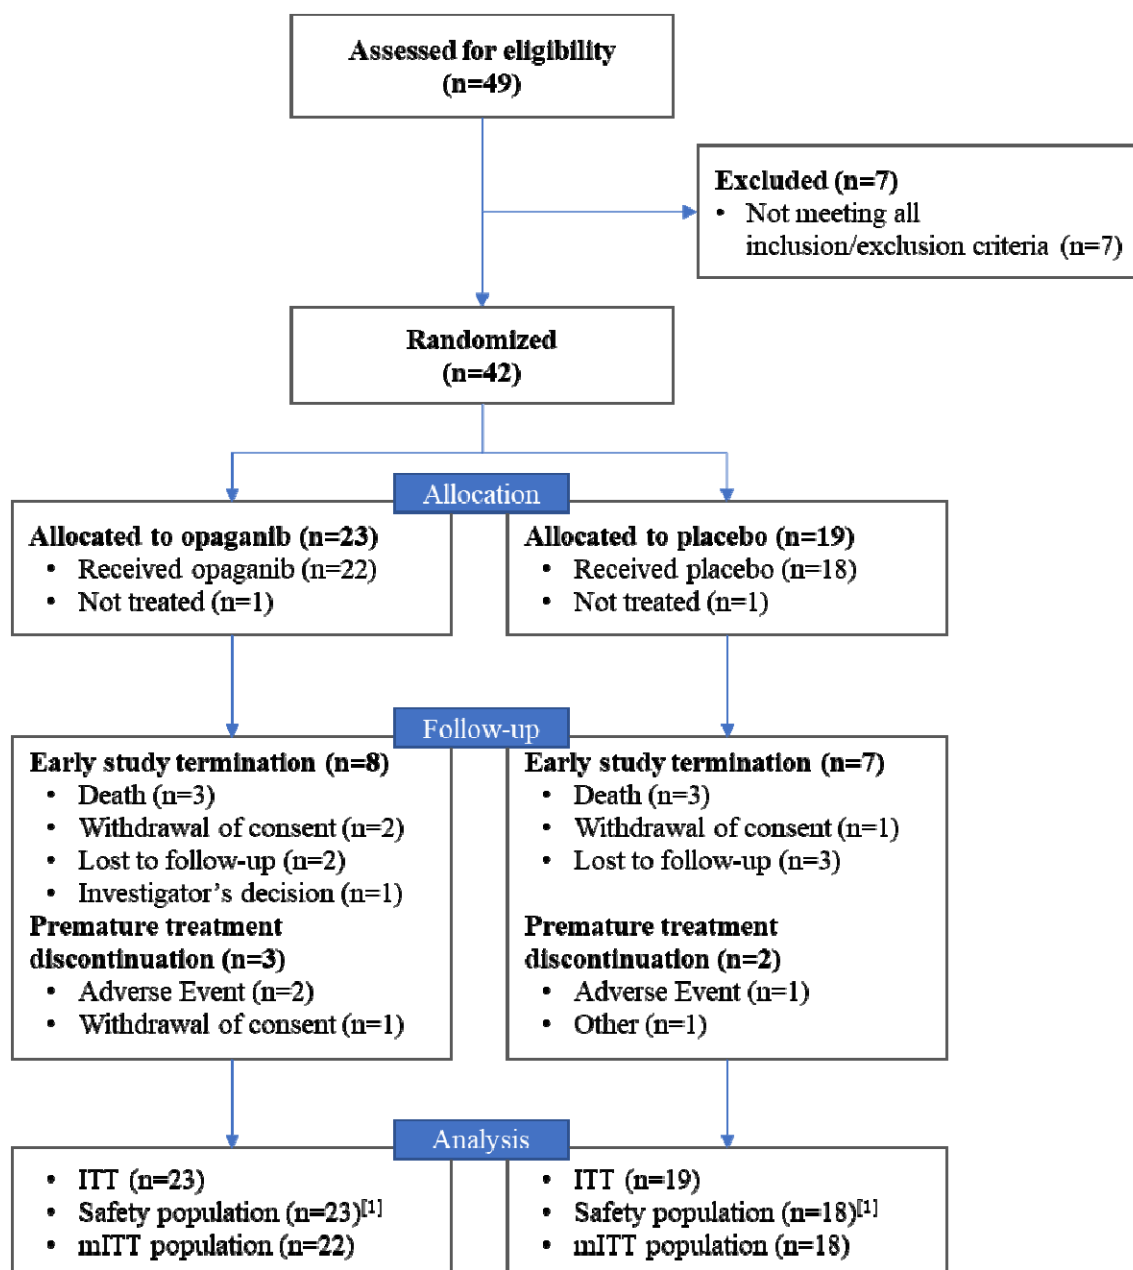 Assessed for eligibility
(n=49)
Excluded (n=7)
• Not meeting all
inclusion/exclusion criteria (n=7)
Randomized
(n=42)
Allocation
Allocated to opaganib (n=23)
• Received opaganib (n=22)
• Not treated (n=1)
Allocated to placebo (n=19)
• Received placebo (n=18)
• Not treated (n=1)
Follow-up
Early study termination (n=8)
• Death (n=3)
• Withdrawal of consent (n=2)
• Lost to follow-up (n=2)
• Investigator’s decision (n=1)
Premature treatment
discontinuation (n=3)
• Adverse Event (n=2)
• Withdrawal of consent (n=1)
Early study termination (n=7)
• Death (n=3)
• Withdrawal of consent (n=1)
• Lost to follow-up (n=3)
Premature treatment
discontinuation (n=2)
• Adverse Event (n=1)
• Other (n=1)
Analysis
• ITT (n=23)
• Safety population (n=23)[1]
• mITT population (n=22)
• ITT (n=19)
• Safety population (n=18)[1]
• mITT population (n=18)